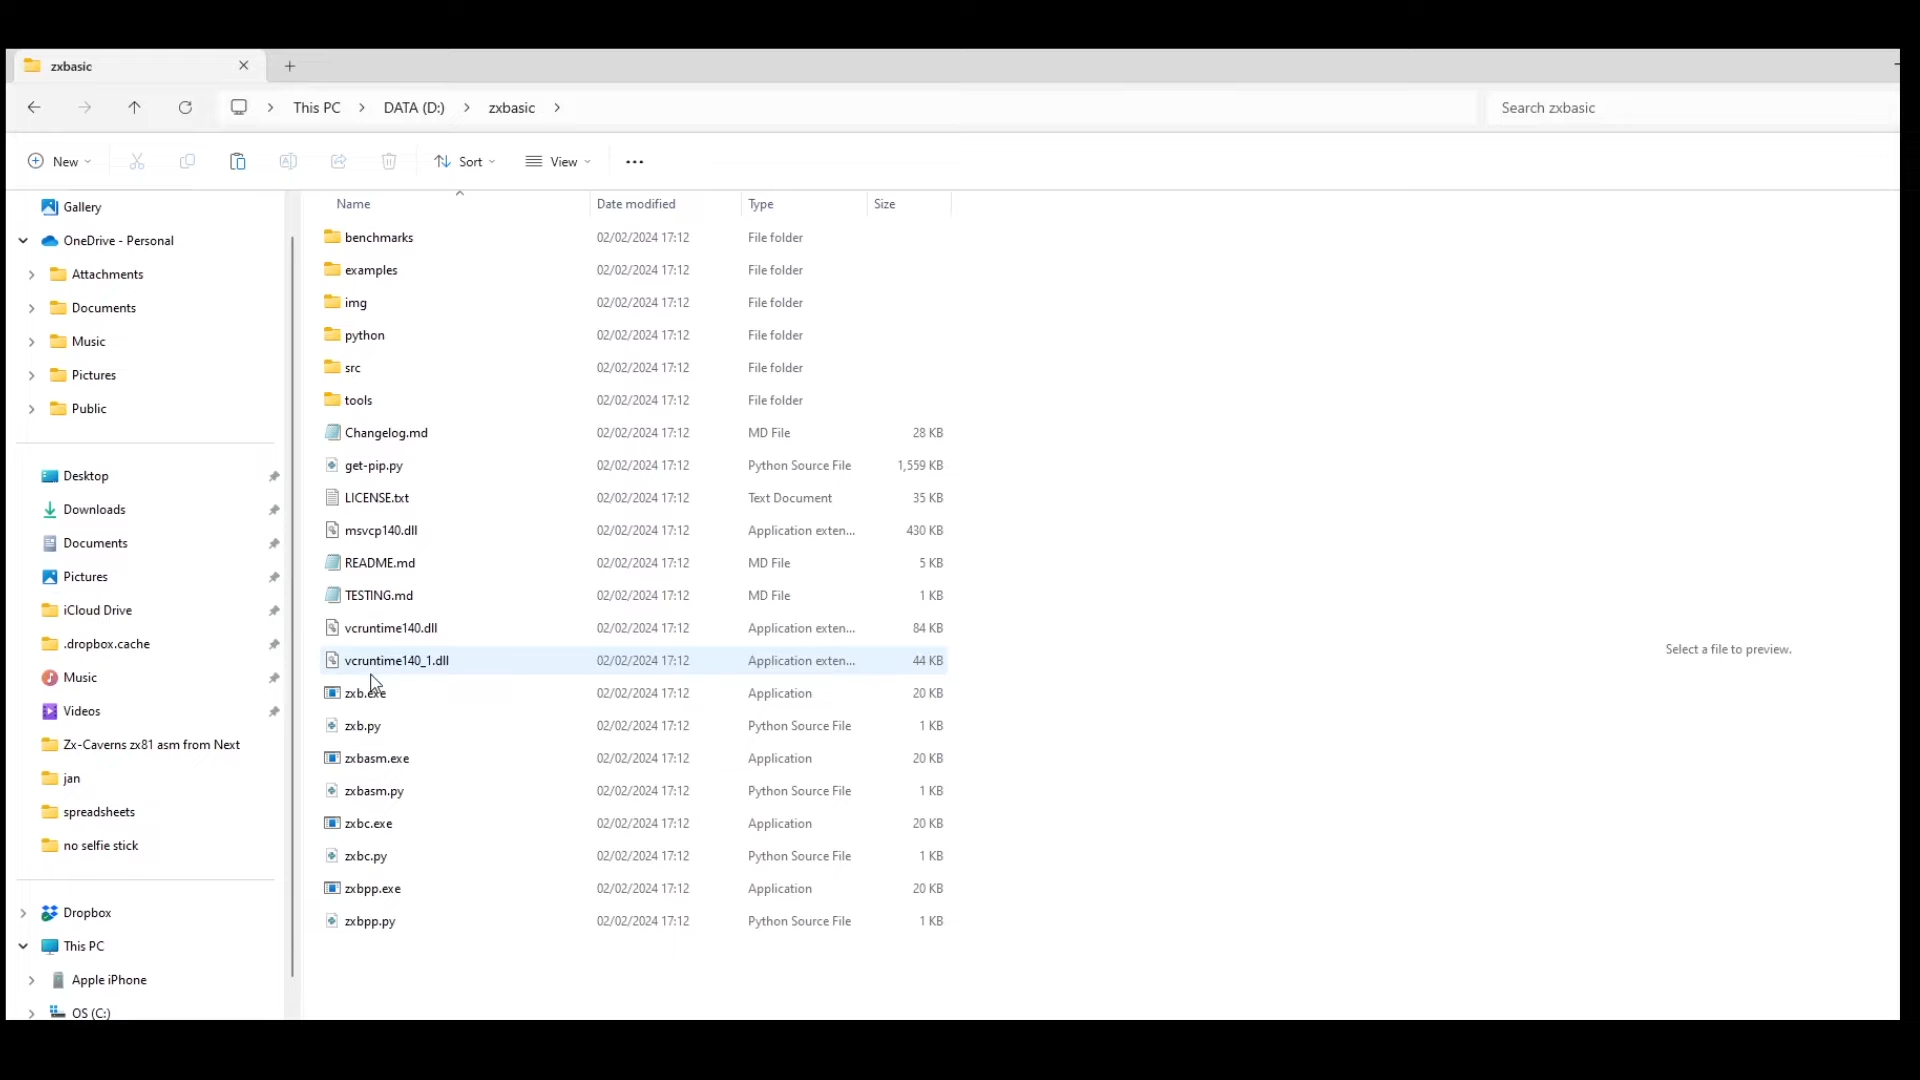 zxbasic
This PC DATA (D:) zxbasic
Search zxbasic
New Sort View
Gallery
OneDrive - Personal
Attachments
Documents
Music
Pictures
Public
Desktop
Downloads
Documents
Pictures
iCloud Drive
.dropbox.cache
Music
Videos
Zx-Caverns zx81 asm from Next
jan
spreadsheets
no selfie stick
Dropbox
This PC
Apple iPhone
OS (C:)
Name Date modified Type Size
benchmarks 02/02/2024 17:12 File folder
examples 02/02/2024 17:12 File folder
img 02/02/2024 17:12 File folder
python 02/02/2024 17:12 File folder
src 02/02/2024 17:12 File folder
tools 02/02/2024 17:12 File folder
Changelog.md 02/02/2024 17:12 MD File 28 KB
get-pip.py 02/02/2024 17:12 Python Source File 1,559 KB
LICENSE.txt 02/02/2024 17:12 Text Document 35 KB
msvcp140.dll 02/02/2024 17:12 Application exten... 430 KB
README.md 02/02/2024 17:12 MD File 5 KB
TESTING.md 02/02/2024 17:12 MD File 1 KB
vcruntime140.dll 02/02/2024 17:12 Application exten... 84 KB
vcruntime140_1.dll 02/02/2024 17:12 Application exten... 44 KB
zxb.exe 02/02/2024 17:12 Application 20 KB
zxb.py 02/02/2024 17:12 Python Source File 1 KB
zxbasm.exe 02/02/2024 17:12 Application 20 KB
zxbasm.py 02/02/2024 17:12 Python Source File 1 KB
zxbc.exe 02/02/2024 17:12 Application 20 KB
zxbc.py 02/02/2024 17:12 Python Source File 1 KB
zxbpp.exe 02/02/2024 17:12 Application 20 KB
zxbpp.py 02/02/2024 17:12 Python Source File 1 KB
Select a file to preview.